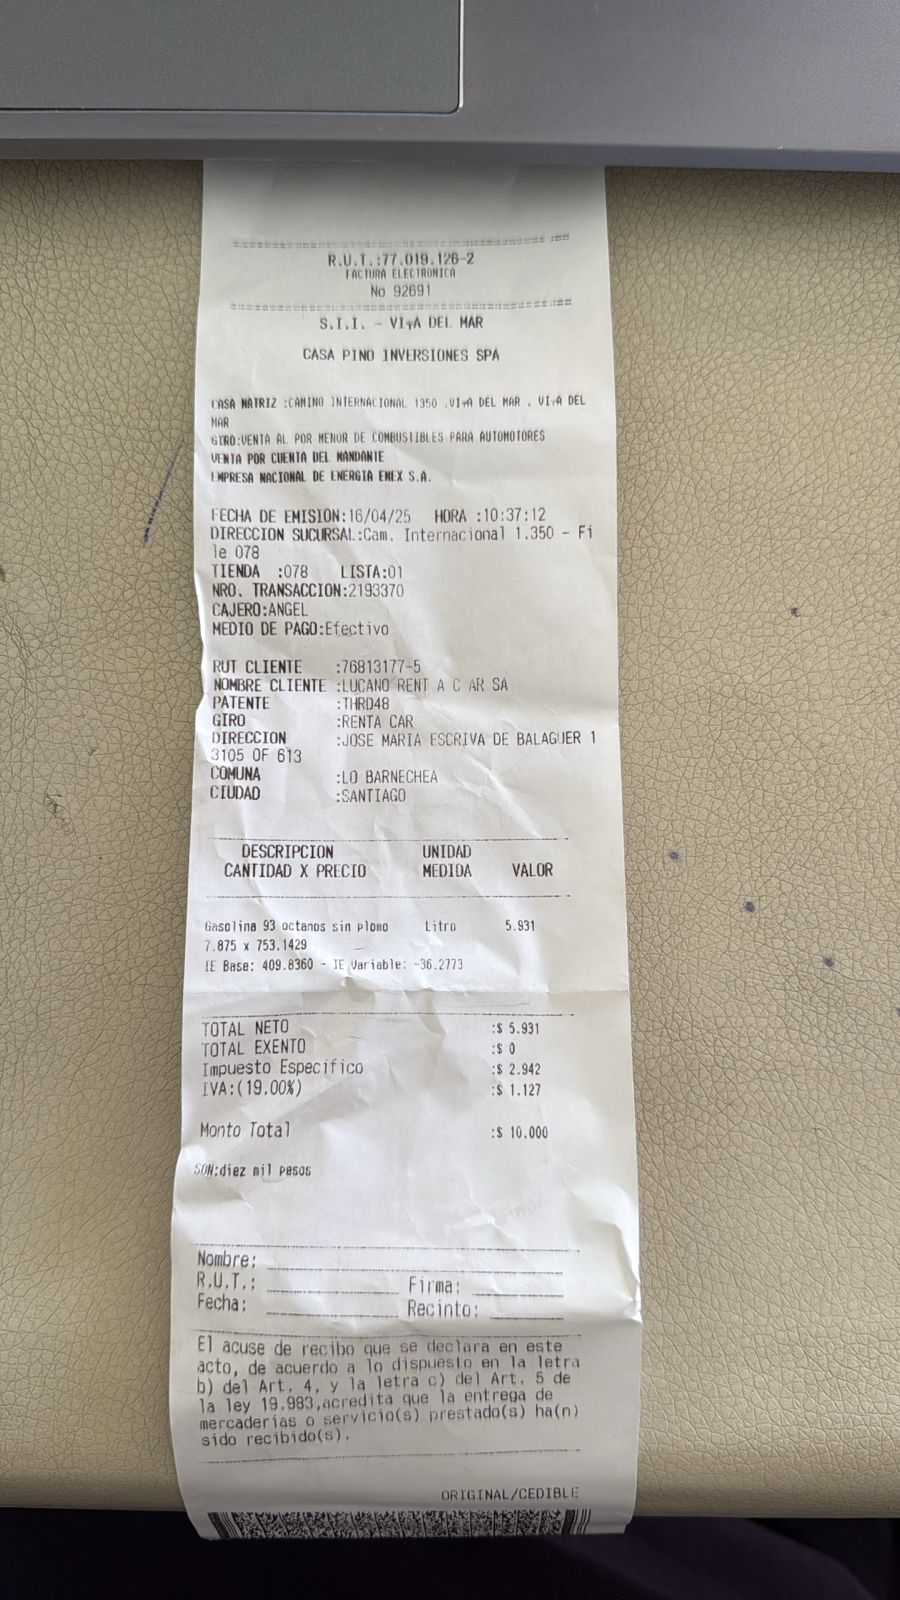 R.U.T.:77.019.126-2
FACTURA ELECTRONICA
No 92691
S.I.I. - VI┬A DEL MAR
CASA PINO INVERSIONES SPA
CASA MATRIZ :CAMINO INTERNACIONAL 1350 .VI┬A DEL MAR . VI┬A DEL
MAR
GIRO:VENTA AL POR MENOR DE COMBUSTIBLES PARA AUTOMOTORES
VENTA POR CUENTA DEL MANDANTE
EMPRESA NACIONAL DE ENERGIA ENEX S.A.
FECHA DE EMISION:16/04/25 HORA :10:37:12
DIRECCION SUCURSAL:Cam. Internacional 1.350 - Fi
le 078
TIENDA :078 LISTA:01
NRO. TRANSACCION:2193370
CAJERO:ANGEL
MEDIO DE PAGO:Efectivo
RUT CLIENTE :76813177-5
NOMBRE CLIENTE :LUCANO RENT A C AR SA
PATENTE :THRD48
GIRO :RENTA CAR
DIRECCION :JOSE MARIA ESCRIVA DE BALAGUER 1
3105 OF 613
COMUNA :LO BARNECHEA
CIUDAD :SANTIAGO
DESCRIPCION UNIDAD
CANTIDAD X PRECIO MEDIDA VALOR
Gasolina 93 octanos sin plomo Litro 5.931
7.875 x 753.1429
IE Base: 409.8360 - IE Variable: -36.2773
TOTAL NETO :$ 5.931
TOTAL EXENTO :$ 0
Impuesto Especifico :$ 2.942
IVA:(19.00%) :$ 1.127
Monto Total :$ 10.000
SON:diez mil pesos
Nombre:
R.U.T.: Firma:
Fecha: Recinto:
El acuse de recibo que se declara en este
acto, de acuerdo a lo dispuesto en la letra
b) del Art. 4, y la letra c) del Art. 5 de
la ley 19.983,acredita que la entrega de
mercaderias o servicio(s) prestado(s) ha(n)
sido recibido(s).
ORIGINAL/CEDIBLE